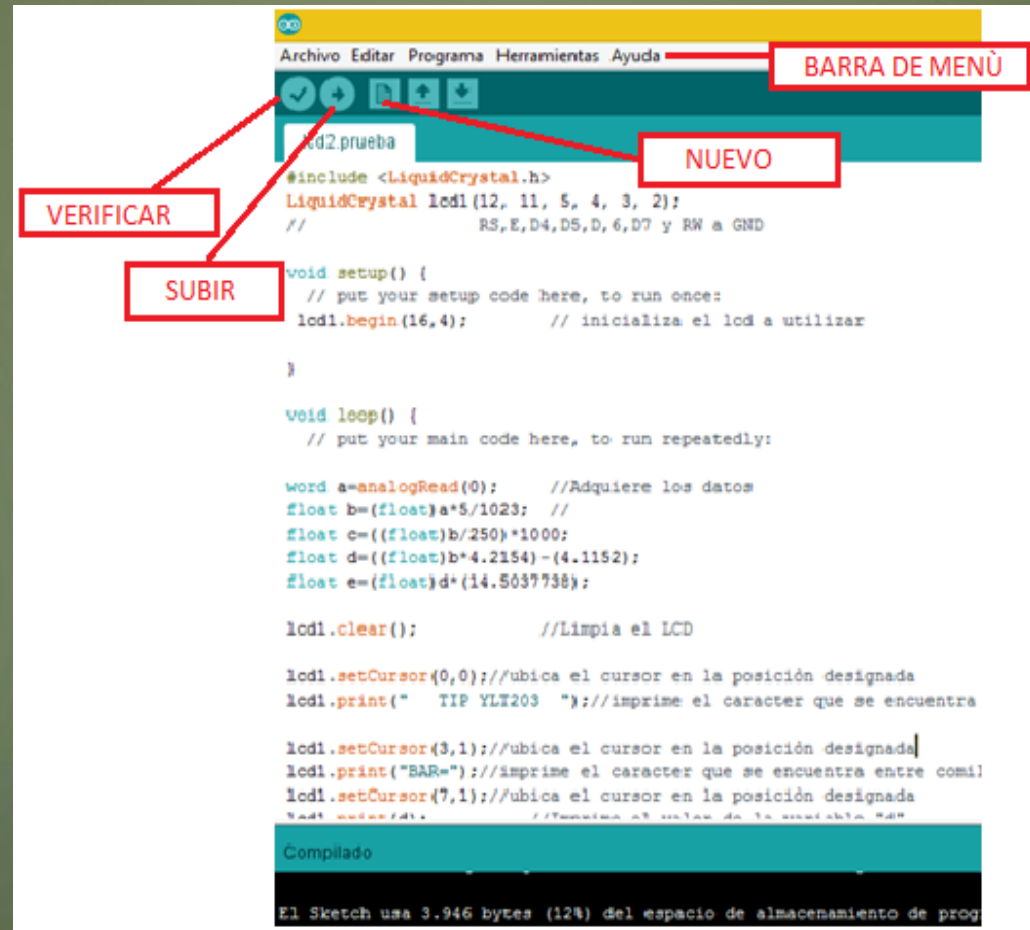 Archivo Editar Programa Herramientas Ayuda
BARRA DE MENÙ
lcd2.prueba
NUEVO
VERIFICAR
SUBIR
#include <LiquidCrystal.h>
LiquidCrystal lcd1(12, 11, 5, 4, 3, 2);
// RS,E,D4,D5,D,6,D7 y RW a GND
void setup() {
// put your setup code here, to run once:
lcd1.begin(16,4); // inicializa el lcd a utilizar
}
void loop() {
// put your main code here, to run repeatedly:
word a=analogRead(0); //Adquiere los datos
float b=(float)a*5/1023; //
float c=((float)b/250)*1000;
float d=((float)b*4.2154)-(4.1152);
float e=(float)d*(14.5037738);
lcd1.clear(); //Limpia el LCD
lcd1.setCursor(0,0);//ubica el cursor en la posición designada
lcd1.print("   TIP YLT203  ");//imprime el caracter que se encuentra
lcd1.setCursor(3,1);//ubica el cursor en la posición designada
lcd1.print("BAR=");//imprime el caracter que se encuentra entre comil
lcd1.setCursor(7,1);//ubica el cursor en la posición designada
lcd1.print(d); //Imprime el valor de la variable "d"
Compilado
El Sketch usa 3.946 bytes (12%) del espacio de almacenamiento de prog